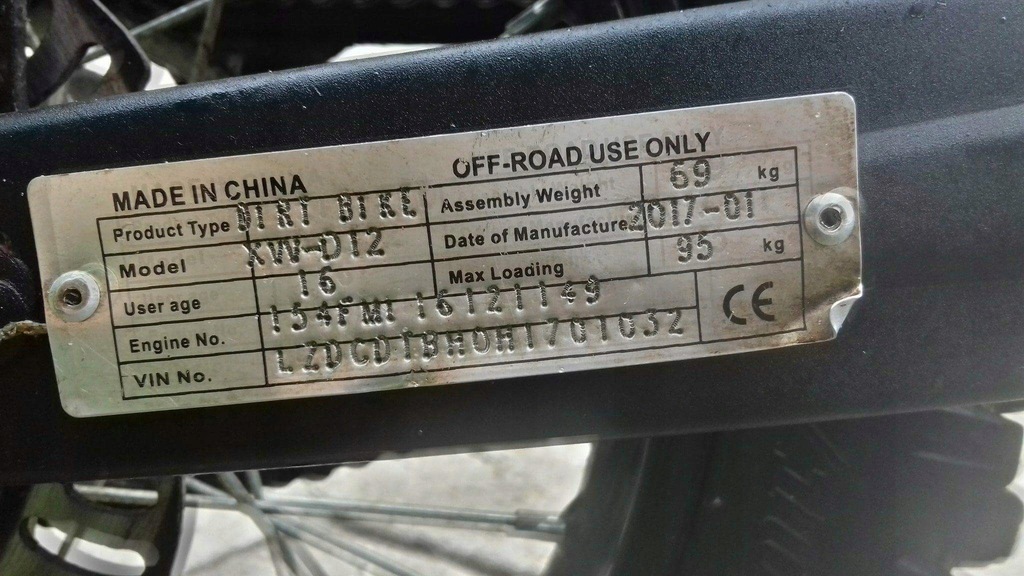 MADE IN CHINA OFF-ROAD USE ONLY
Product Type DIRT BIKE Assembly Weight 69 kg
Model XW-D12 Date of Manufacture 2017-01
User age 16 Max Loading 95 kg
Engine No. 154FMI 16121149
VIN No. LZDCD1BH0H1701032 CE